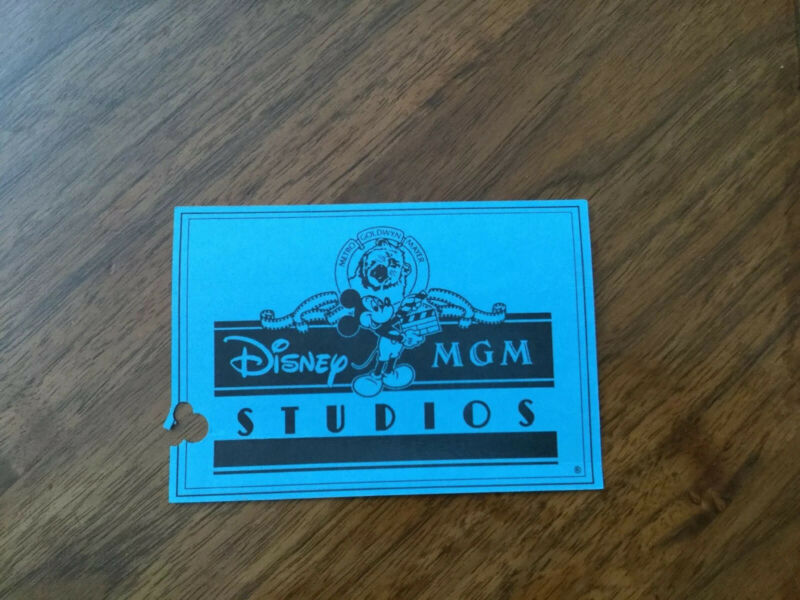 METRO GOLDWYN MAYER
Disney MGM
STUDIOS
®